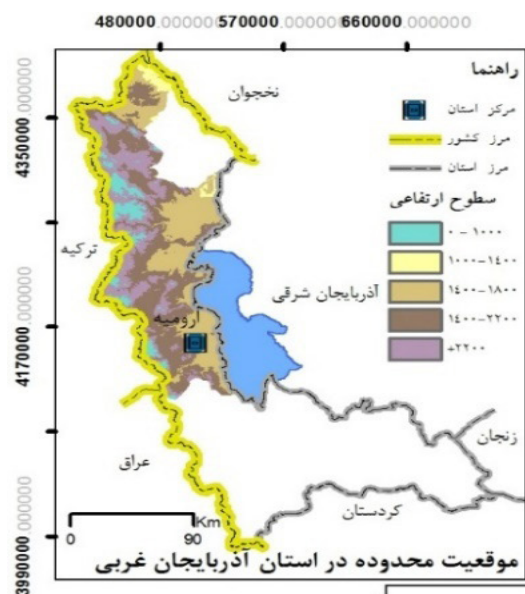 480000.000000 570000.000000 660000.000000
4350000.000000
4170000.000000
3990000.000000
راهنما
مرکز استان
مرز کشور
مرز استان
سطوح ارتفاعی
۰ - ۱۰۰۰
۱۰۰۰-۱۴۰۰
۱۴۰۰-۱۸۰۰
۱۴۰۰-۲۲۰۰
+۲۲۰۰
نخجوان
ترکیه
آذربایجان شرقی
ارومیه
زنجان
عراق
کردستان
0 90 Km
موقعیت محدوده در استان آذربایجان غربی